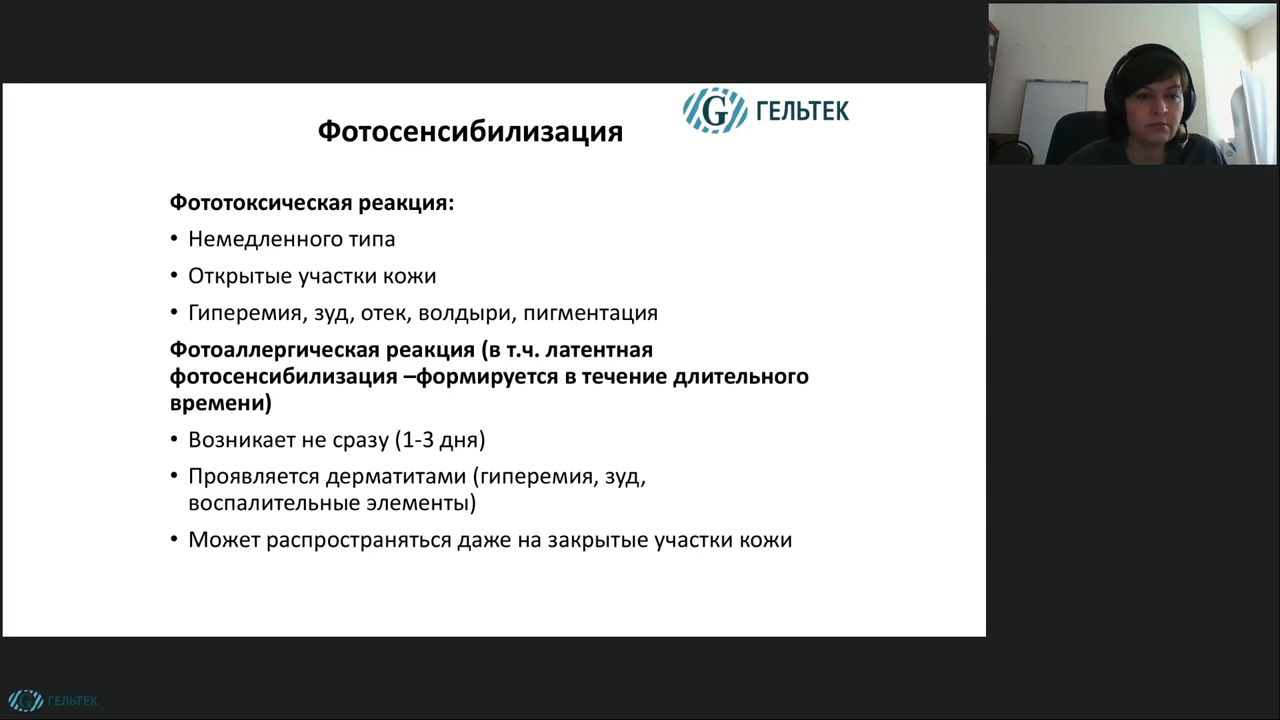 ГЕЛЬТЕК
Фотосенсибилизация
Фототоксическая реакция:
• Немедленного типа
• Открытые участки кожи
• Гиперемия, зуд, отек, волдыри, пигментация
Фотоаллергическая реакция (в т.ч. латентная
фотосенсибилизация –формируется в течение длительного
времени)
• Возникает не сразу (1-3 дня)
• Проявляется дерматитами (гиперемия, зуд,
воспалительные элементы)
• Может распространяться даже на закрытые участки кожи
ГЕЛЬТЕК